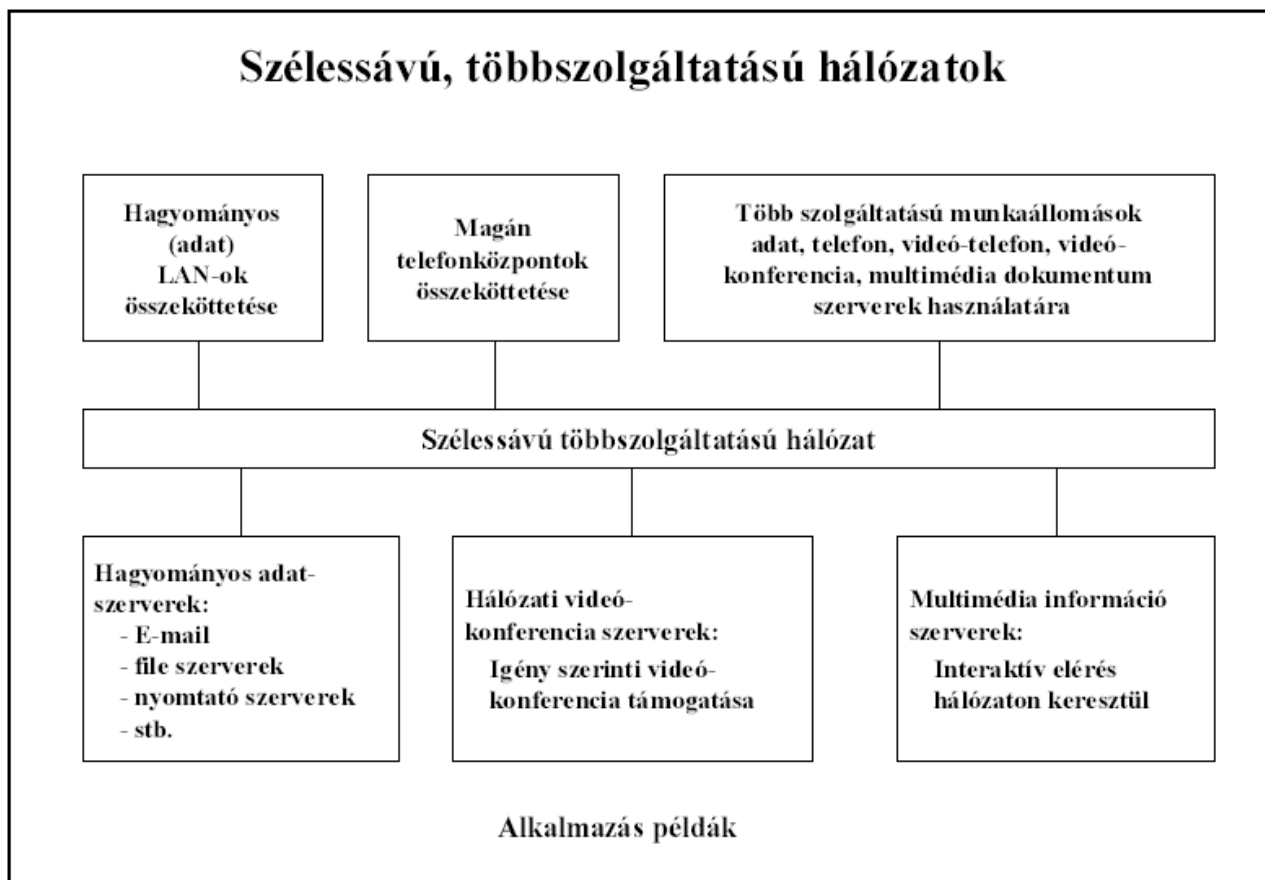 Szélessávú, többszolgáltatású hálózatok
Hagyományos
(adat)
LAN-ok
összeköttetése
Magán
telefonközpontok
összeköttetése
Több szolgáltatású munkaállomások
adat, telefon, videó-telefon, videó-
konferencia, multimédia dokumentum
szerverek használatára
Szélessávú többszolgáltatású hálózat
Hagyományos adat-
szerverek:
- E-mail
- file szerverek
- nyomtató szerverek
- stb.
Hálózati videó-
konferencia szerverek:
Igény szerinti videó-
konferencia támogatása
Multimédia információ
szerverek:
Interaktív elérés
hálózaton keresztül
Alkalmazás példák